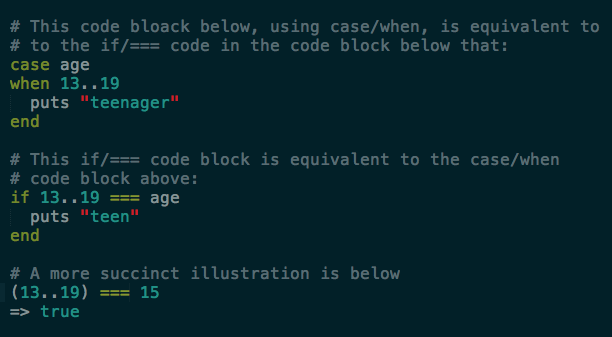 # This code bloack below, using case/when, is equivalent to
# to the if/=== code in the code block below that:
case age
when 13..19
  puts "teenager"
end

# This if/=== code block is equivalent to the case/when
# code block above:
if 13..19 === age
  puts "teen"
end

# A more succinct illustration is below
(13..19) === 15
=> true